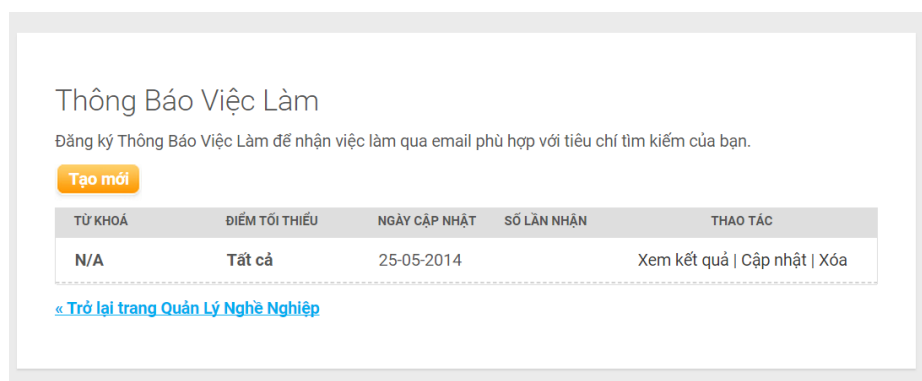 Thông Báo Việc Làm
Đăng ký Thông Báo Việc Làm để nhận việc làm qua email phù hợp với tiêu chí tìm kiếm của bạn.
Tạo mới
TỪ KHOÁ ĐIỂM TỐI THIỂU NGÀY CẬP NHẬT SỐ LẦN NHẬN THAO TÁC
N/A Tất cả 25-05-2014 Xem kết quả | Cập nhật | Xóa
« Trở lại trang Quản Lý Nghề Nghiệp